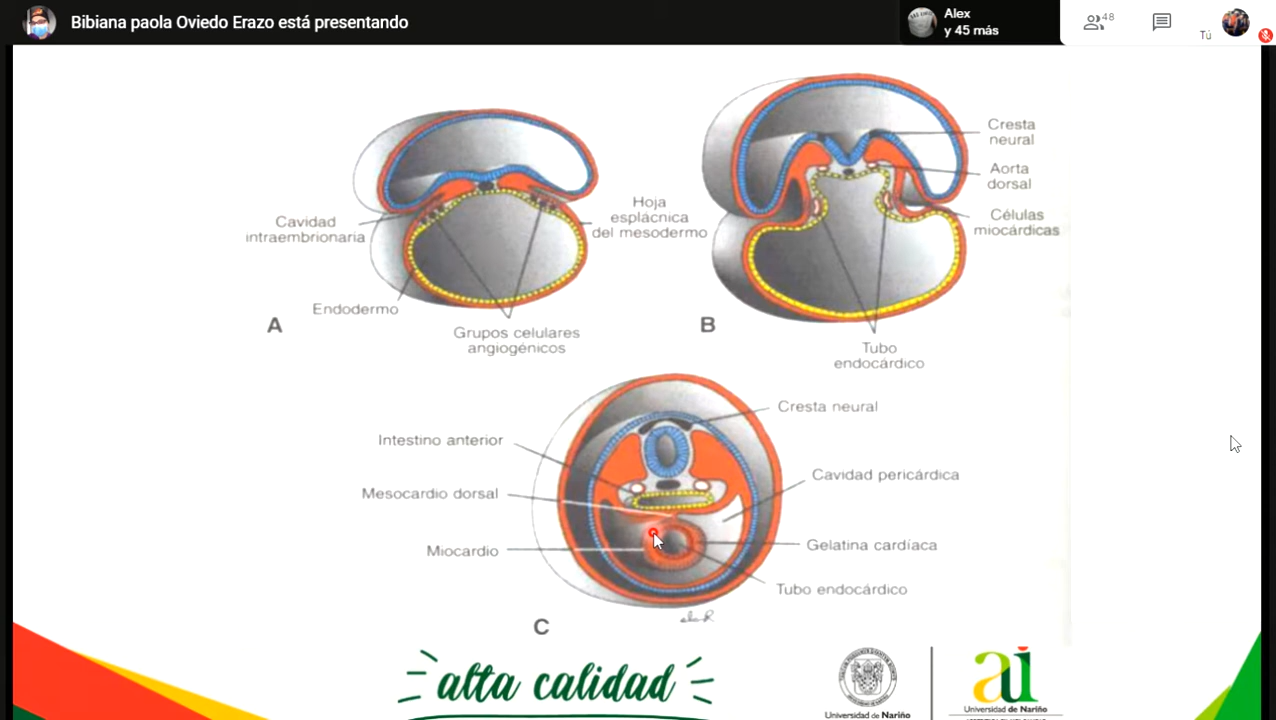 Bibiana paola Oviedo Erazo está presentando
Alex
y 45 más
48
Tú
Cavidad
intraembrionaria
Hoja
esplácnica
del mesodermo
Endodermo
Grupos celulares
angiogénicos
A
Cresta
neural
Aorta
dorsal
Células
miocárdicas
Tubo
endocárdico
B
Cresta neural
Intestino anterior
Cavidad pericárdica
Mesocardio dorsal
Gelatina cardíaca
Miocardio
Tubo endocárdico
C
alta calidad
Universidad de Nariño
Universidad de Nariño